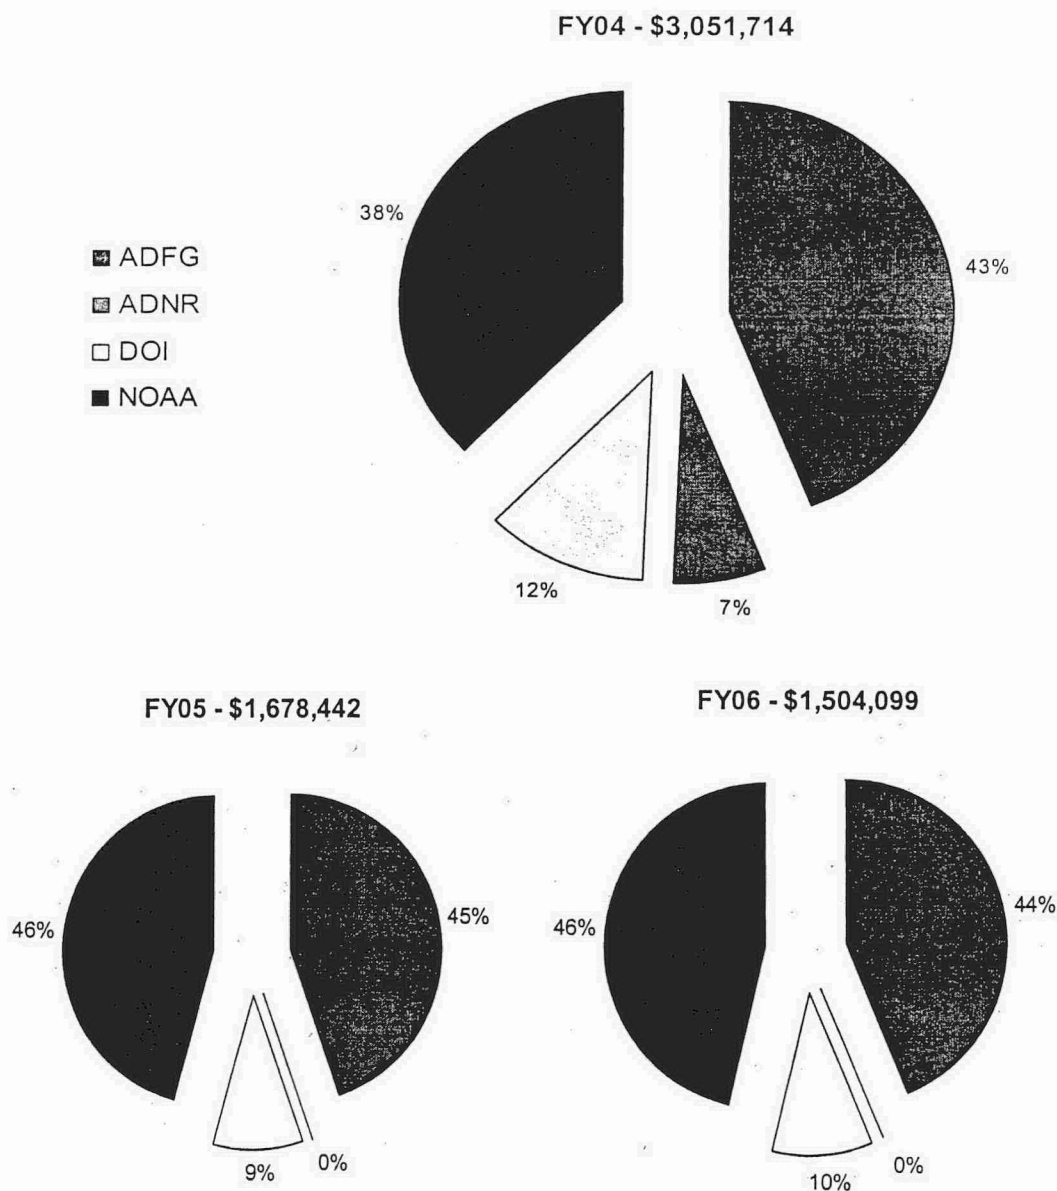 FY04 - $3,051,714
38%
43%
ADFG
ADNR
DOI
NOAA
12%
7%
FY05 - $1,678,442
46%
45%
9%
0%
FY06 - $1,504,099
46%
44%
10%
0%